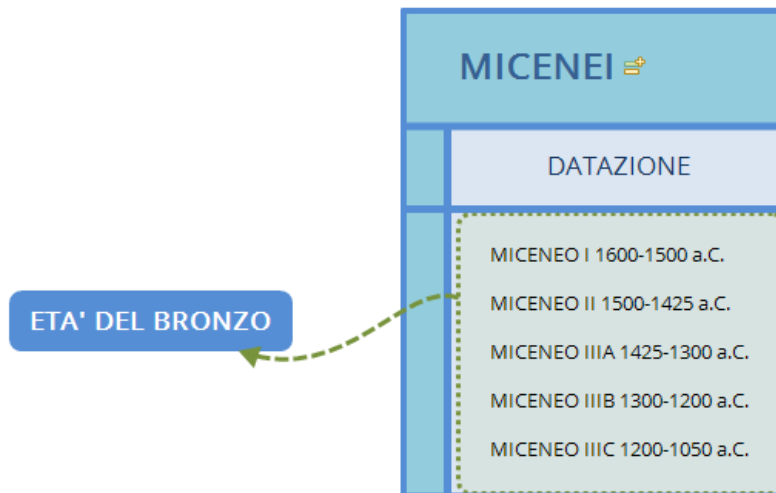 MICENEI
DATAZIONE
MICENEO I 1600-1500 a.C.
MICENEO II 1500-1425 a.C.
ETA' DEL BRONZO
MICENEO IIIA 1425-1300 a.C.
MICENEO IIIB 1300-1200 a.C.
MICENEO IIIC 1200-1050 a.C.